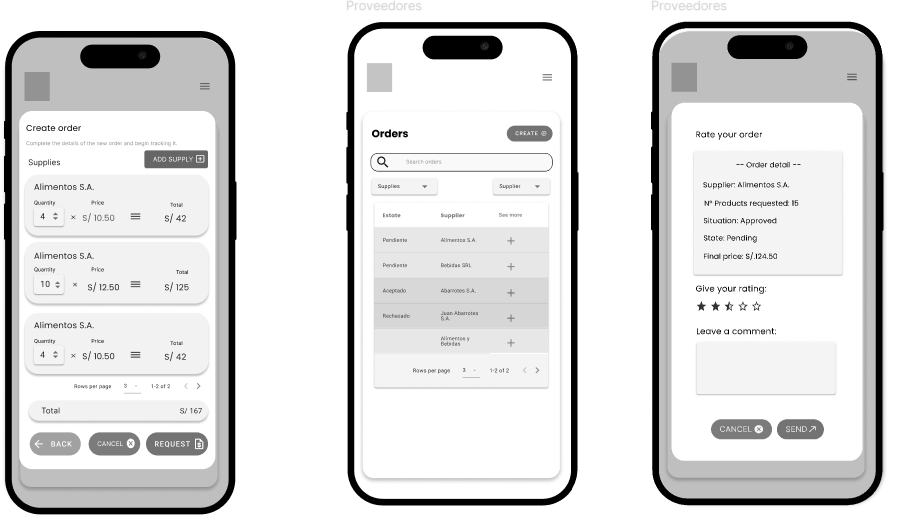 Proveedores
Proveedores
Create order
Complete the details of the new order and begin tracking it.
Supplies
ADD SUPPLY
Alimentos S.A.
Quantity Price Total
4 × S/ 10.50 S/ 42
Alimentos S.A.
Quantity Price Total
10 × S/ 12.50 S/ 125
Alimentos S.A.
Quantity Price Total
4 × S/ 10.50 S/ 42
Rows per page 3 1-2 of 2
Total S/ 167
BACK CANCEL REQUEST
Orders CREATE
Search orders
Supplies Supplier
Estate Supplier See more
Pendiente Alimentos S.A.
Pendiente Bebidas SRL
Aceptado Abarrotes S.A.
Rechazado Juan Abarrotes
S.A.
Alimentos y
Bebidas
Rows per page 3 1-2 of 2
Rate your order
-- Order detail --
Supplier: Alimentos S.A.
Nº Products requested: 15
Situation: Approved
State: Pending
Final price: S/.124.50
Give your rating:
Leave a comment:
CANCEL SEND